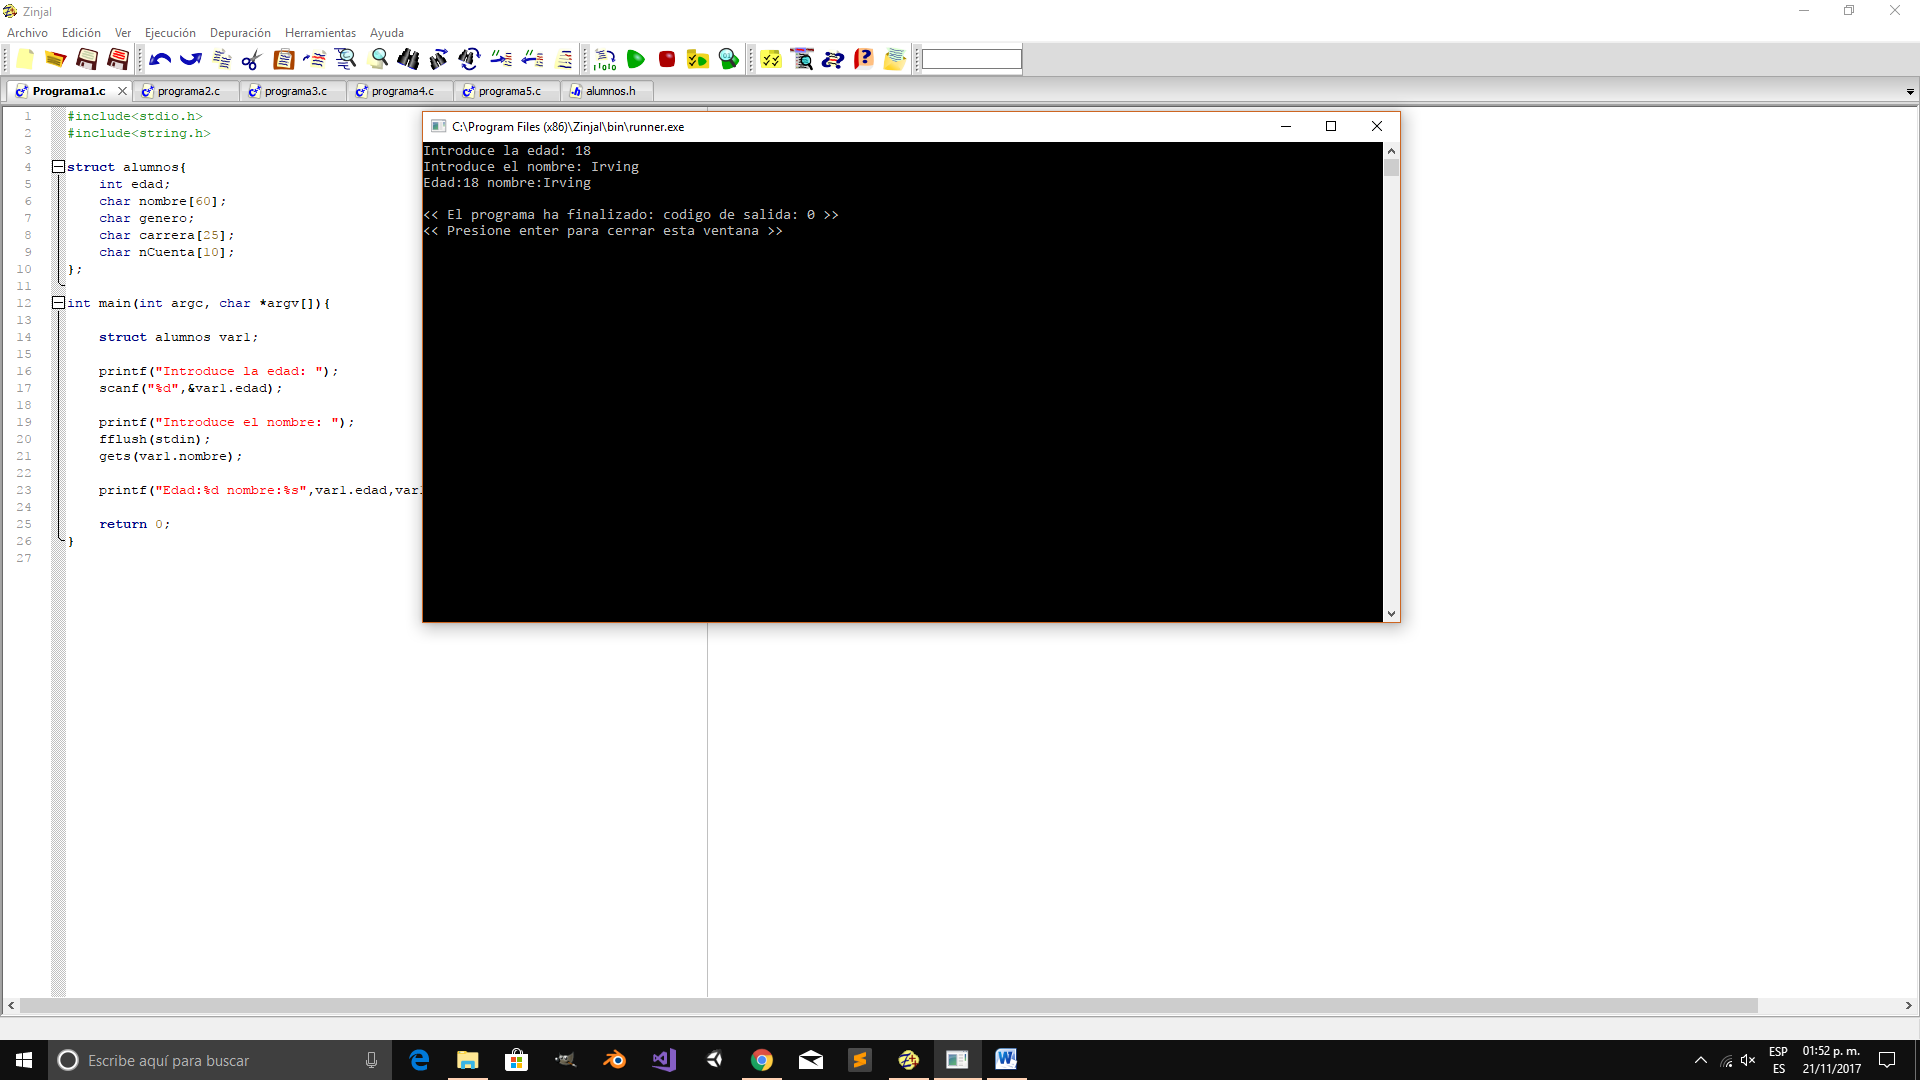 Zinjal
Archivo Edición Ver Ejecución Depuración Herramientas Ayuda
Programa1.c programa2.c programa3.c programa4.c programa5.c alumnos.h
1 #include<stdio.h>
2 #include<string.h>
3
4 struct alumnos{
5 int edad;
6 char nombre[60];
7 char genero;
8 char carrera[25];
9 char nCuenta[10];
10 };
11
12 int main(int argc, char *argv[]){
13
14 struct alumnos var1;
15
16 printf("Introduce la edad: ");
17 scanf("%d",&var1.edad);
18
19 printf("Introduce el nombre: ");
20 fflush(stdin);
21 gets(var1.nombre);
22
23 printf("Edad:%d nombre:%s",var1.edad,var1
24
25 return 0;
26 }
27
C:\Program Files (x86)\Zinjal\bin\runner.exe
Introduce la edad: 18
Introduce el nombre: Irving
Edad:18 nombre:Irving
<< El programa ha finalizado: codigo de salida: 0 >>
<< Presione enter para cerrar esta ventana >>
Escribe aquí para buscar
ESP
ES
01:52 p. m.
21/11/2017